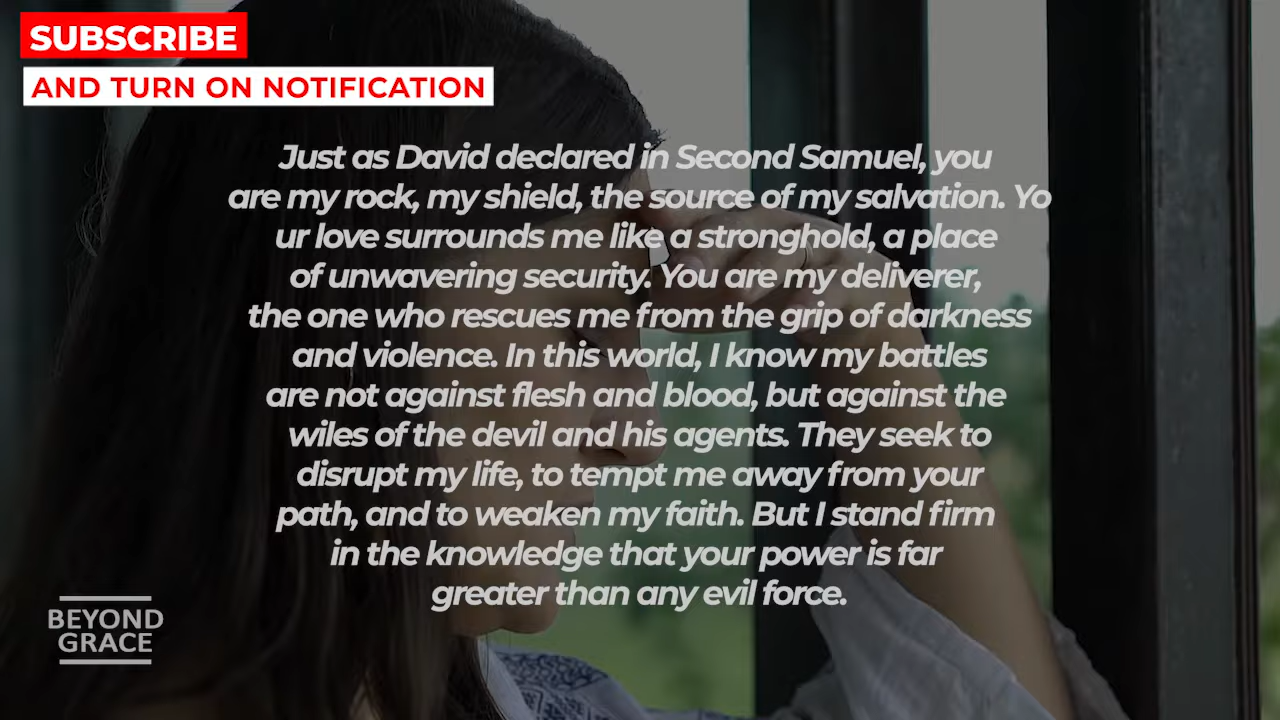 SUBSCRIBE
AND TURN ON NOTIFICATION
Just as David declared in Second Samuel, you
are my rock, my shield, the source of my salvation. Yo
ur love surrounds me like a stronghold, a place
of unwavering security. You are my deliverer,
the one who rescues me from the grip of darkness
and violence. In this world, I know my battles
are not against flesh and blood, but against the
wiles of the devil and his agents. They seek to
disrupt my life, to tempt me away from your
path, and to weaken my faith. But I stand firm
in the knowledge that your power is far
greater than any evil force.
BEYOND
GRACE